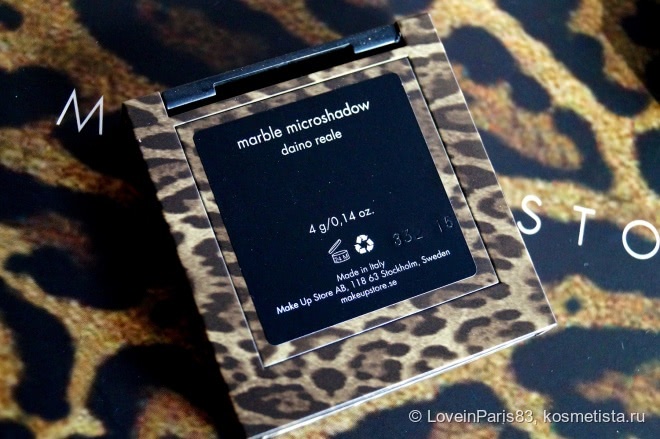 M
STO
marble microshadow
daino reale
4 g/0,14 oz.
24 M
Made in Italy
Make Up Store AB, 118 63 Stockholm, Sweden
makeupstore.se
© LoveinParis83, kosmetista.ru